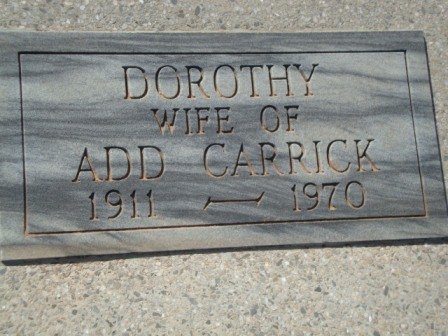 DOROTHY
WIFE OF
ADD CARRICK
1911 — 1970